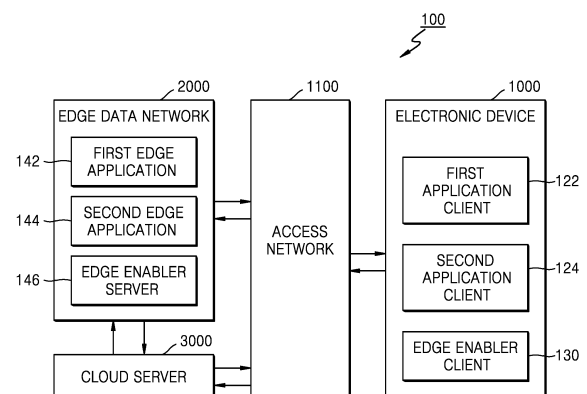 100
2000
1100
1000
EDGE DATA NETWORK
142
FIRST EDGE
APPLICATION
144
SECOND EDGE
APPLICATION
146
EDGE ENABLER
SERVER
3000
CLOUD SERVER
ACCESS
NETWORK
ELECTRONIC DEVICE
FIRST
APPLICATION
CLIENT
122
SECOND
APPLICATION
CLIENT
124
EDGE ENABLER
CLIENT
130